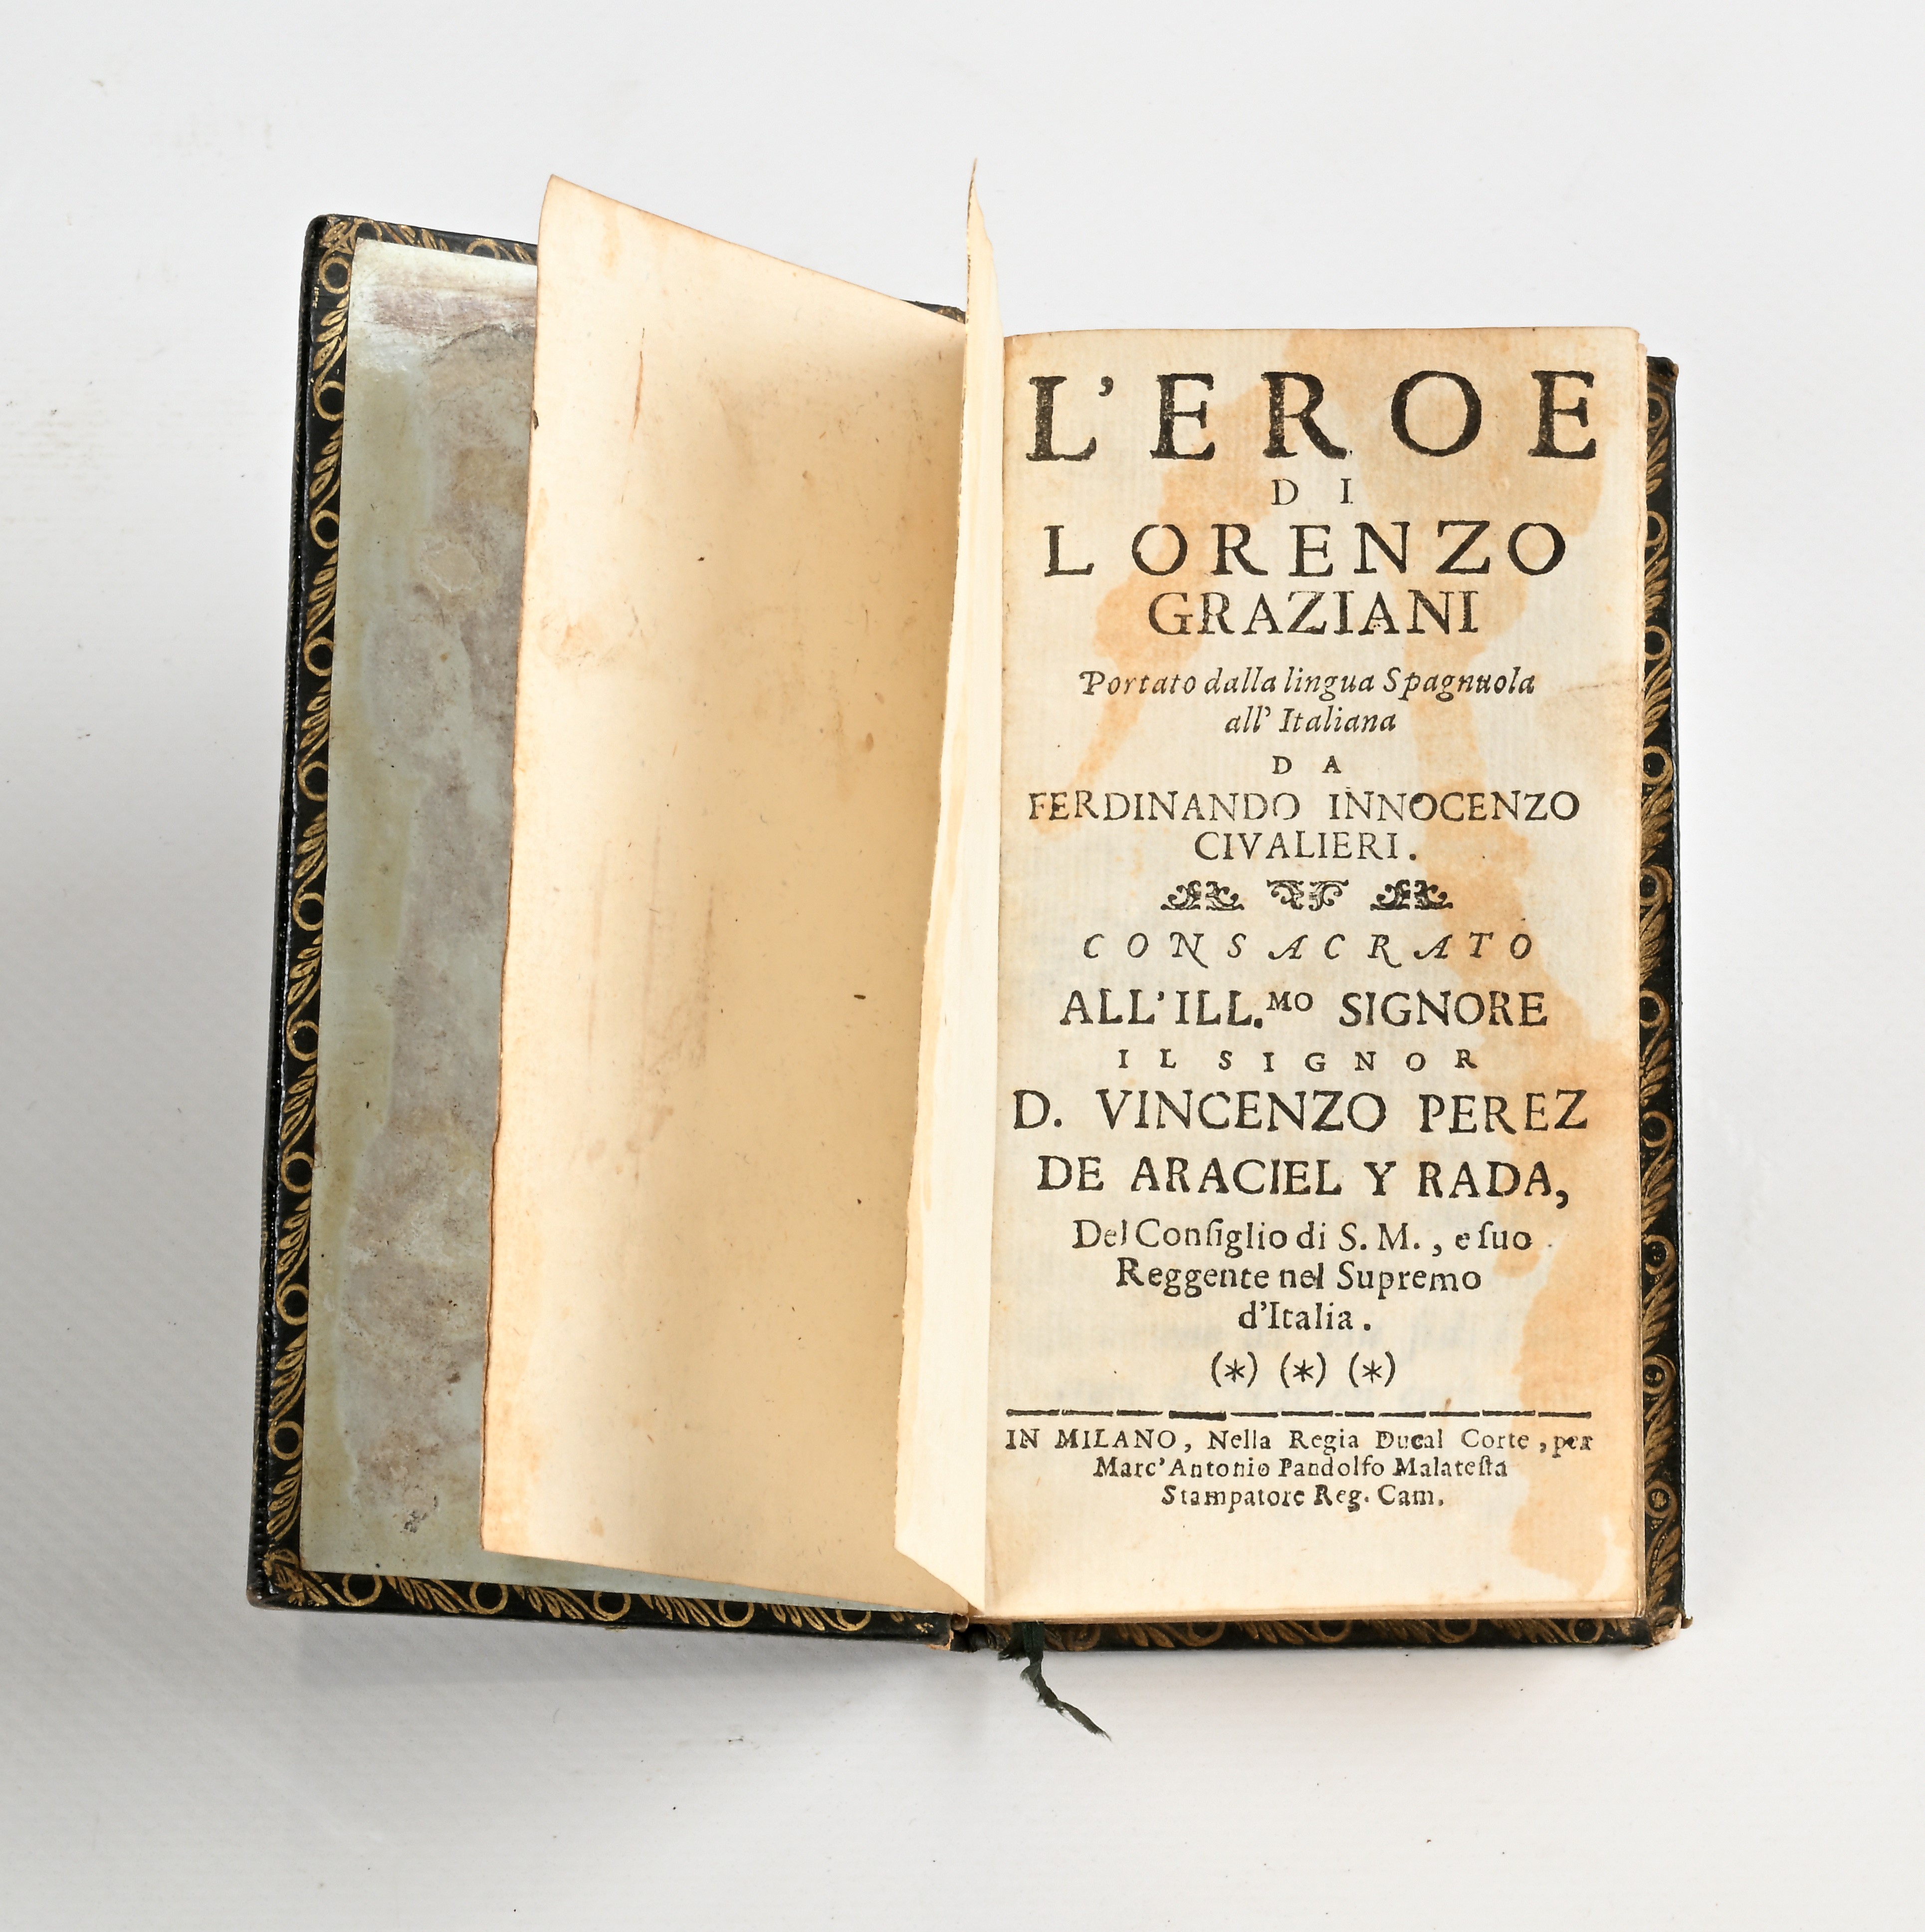 L'EROE
DI
LORENZO
GRAZIANI
Portato dalla lingua Spagnuola
all' Italiana
DA
FERDINANDO INNOCENZO
CIVALIERI.
CONSACRATO
ALL'ILL.MO SIGNORE
IL SIGNOR
D. VINCENZO PEREZ
DE ARACIEL Y RADA,
Del Conſiglio di S. M., e ſuo
Reggente nel Supremo
d'Italia.
(*) (*) (*)
IN MILANO, Nella Regia Ducal Corte, per
Marc'Antonio Pandolfo Malateſta
Stampatore Reg. Cam.